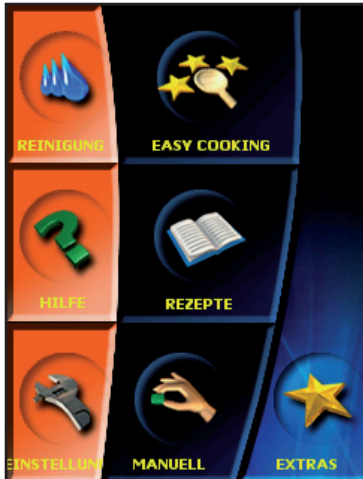 REINIGUNG
EASY COOKING
HILFE
REZEPTE
EINSTELLUN
MANUELL
EXTRAS